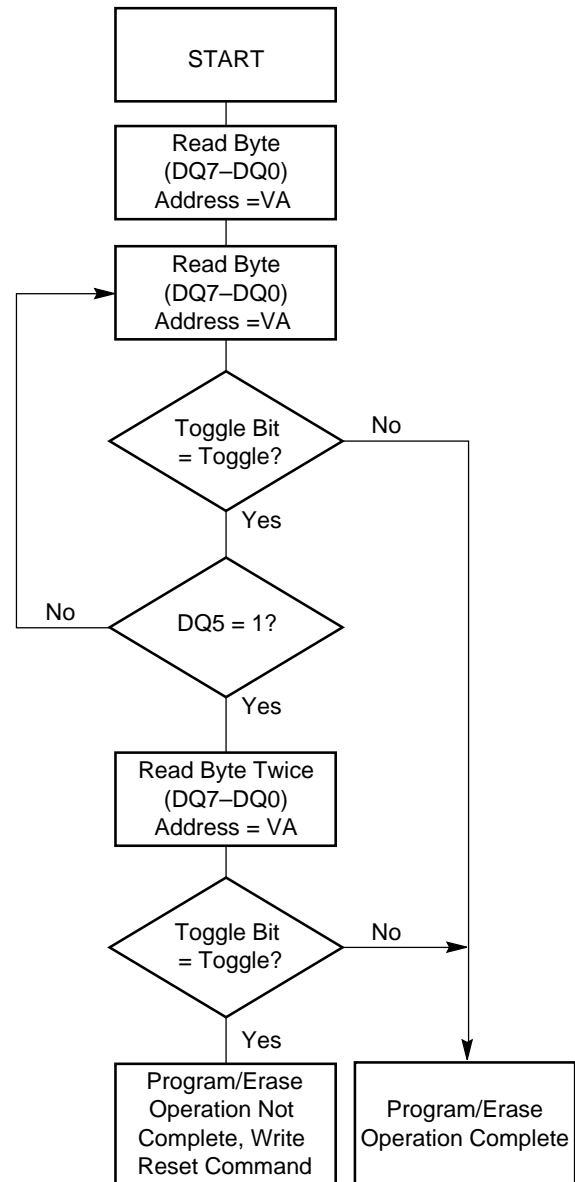 START
Read Byte
(DQ7–DQ0)
Address =VA
Read Byte
(DQ7–DQ0)
Address =VA
Toggle Bit
= Toggle?
No
Yes
No
DQ5 = 1?
Yes
Read Byte Twice
(DQ7–DQ0)
Address = VA
Toggle Bit
= Toggle?
No
Yes
Program/Erase
Operation Not
Complete, Write
Reset Command
Program/Erase
Operation Complete